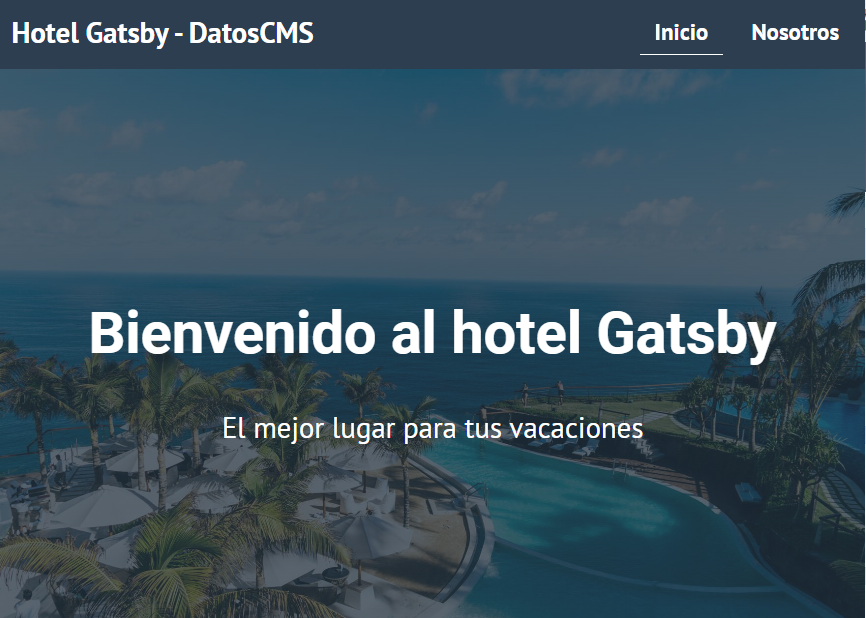 Hotel Gatsby - DatosCMS
Inicio
Nosotros
Bienvenido al hotel Gatsby
El mejor lugar para tus vacaciones